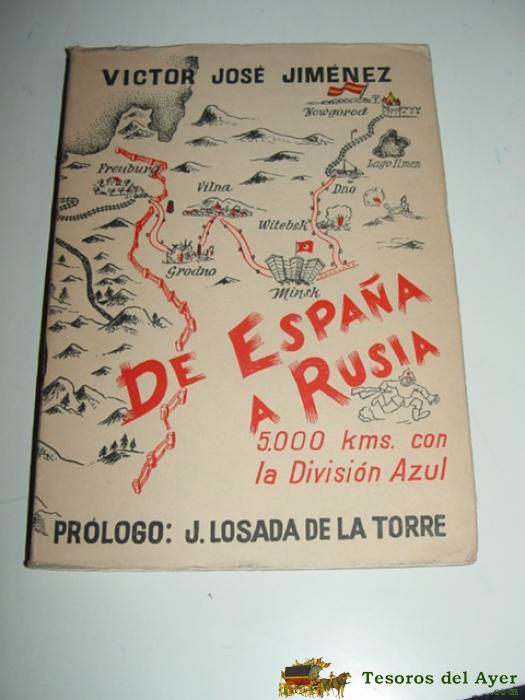 VICTOR JOSÉ JIMÉNEZ
Nowgorod
Lago Ilmen
Freuburg
Vilna
Dno
Witebsk
Grodno
Minsk
DE ESPAÑA
A RUSIA
5.000 kms. con
la División Azul
PRÓLOGO: J. LOSADA DE LA TORRE
Tesoros del Ayer